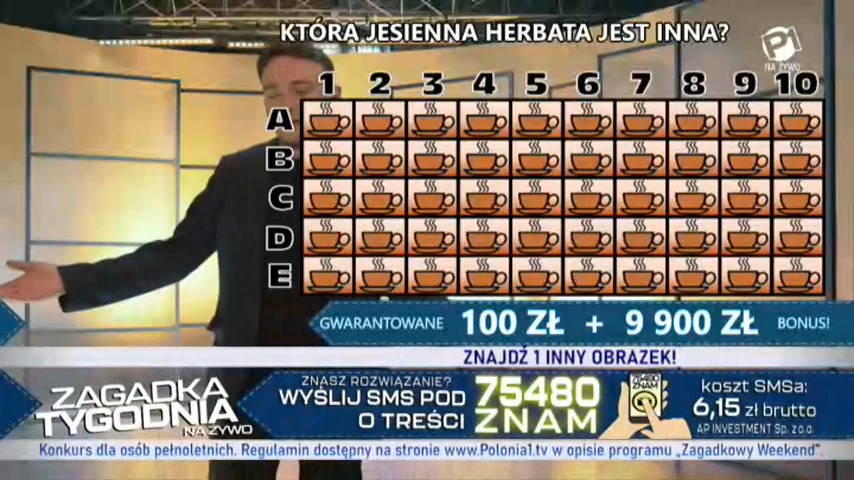 KTÓRA JESIENNA HERBATA JEST INNA?
P1
NA ŻYWO
1 2 3 4 5 6 7 8 9 10
A
B
C
D
E
GWARANTOWANE 100 ZŁ + 9 900 ZŁ BONUS!
ZNAJDŹ 1 INNY OBRAZEK!
ZAGADKA
TYGODNIA
NA ŻYWO
ZNASZ ROZWIĄZANIE?
WYŚLIJ SMS POD
O TREŚCI
75480
ZNAM
75480
ZNAM
koszt SMSa:
6,15 zł brutto
AP INVESTMENT Sp. z o.o.
Konkurs dla osób pełnoletnich. Regulamin dostępny na stronie www.Polonia1.tv w opisie programu „Zagadkowy Weekend".